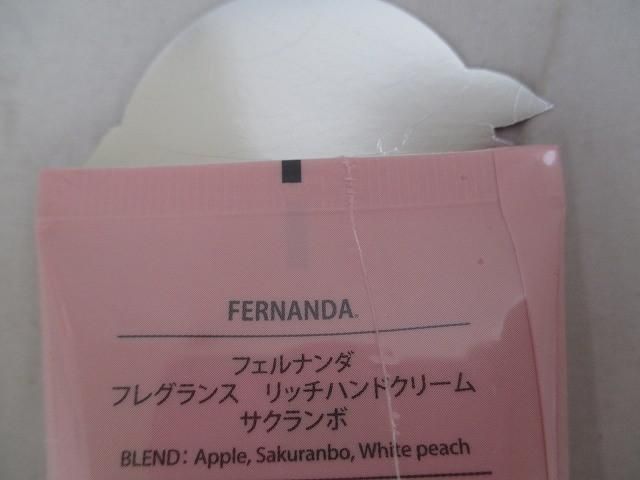 FERNANDA.
フェルナンダ
フレグランス　リッチハンドクリーム
サクランボ
BLEND: Apple, Sakuranbo, White peach